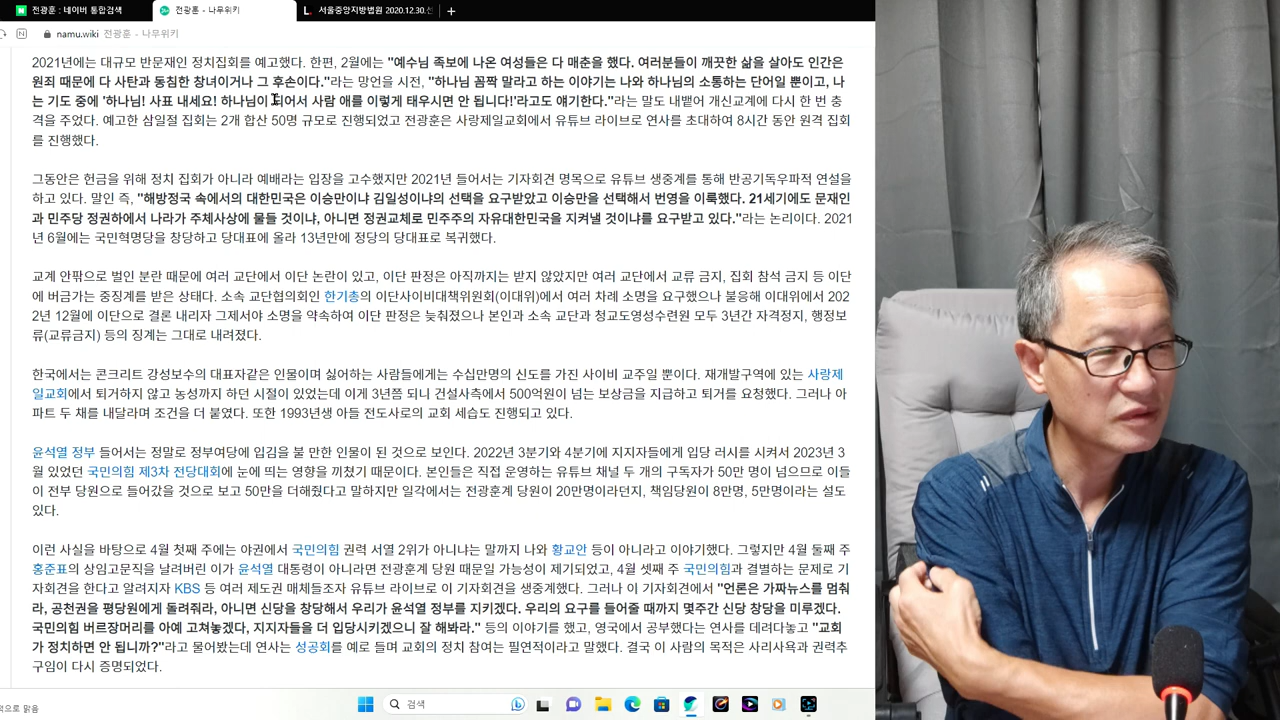 전광훈 : 네이버 통합검색
전광훈 - 나무위키
서울중앙지방법원 2020.12.30.선
namu.wiki 전광훈 - 나무위키
2021년에는 대규모 반문재인 정치집회를 예고했다. 한편, 2월에는 "예수님 족보에 나온 여성들은 다 매춘을 했다. 여러분들이 깨끗한 삶을 살아도 인간은
원죄 때문에 다 사탄과 동침한 창녀이거나 그 후손이다."라는 망언을 시전, "하나님 꼼짝 말라고 하는 이야기는 나와 하나님의 소통하는 단어일 뿐이고, 나
는 기도 중에 '하나님! 사표 내세요! 하나님이 되어서 사람 애를 이렇게 태우시면 안 됩니다!'라고도 얘기한다."라는 말도 내뱉어 개신교계에 다시 한 번 충
격을 주었다. 예고한 삼일절 집회는 2개 합산 50명 규모로 진행되었고 전광훈은 사랑제일교회에서 유튜브 라이브로 연사를 초대하여 8시간 동안 원격 집회
를 진행했다.
그동안은 헌금을 위해 정치 집회가 아니라 예배라는 입장을 고수했지만 2021년 들어서는 기자회견 명목으로 유튜브 생중계를 통해 반공기독우파적 연설을
하고 있다. 말인 즉, "해방정국 속에서의 대한민국은 이승만이냐 김일성이냐의 선택을 요구받았고 이승만을 선택해서 번영을 이룩했다. 21세기에도 문재인
과 민주당 정권하에서 나라가 주체사상에 물들 것이냐, 아니면 정권교체로 민주주의 자유대한민국을 지켜낼 것이냐를 요구받고 있다."라는 논리이다. 2021
년 6월에는 국민혁명당을 창당하고 당대표에 올라 13년만에 정당의 당대표로 복귀했다.
교계 안팎으로 벌인 분란 때문에 여러 교단에서 이단 논란이 있고, 이단 판정은 아직까지는 받지 않았지만 여러 교단에서 교류 금지, 집회 참석 금지 등 이단
에 버금가는 중징계를 받은 상태다. 소속 교단협의회인 한기총의 이단사이비대책위원회(이대위)에서 여러 차례 소명을 요구했으나 불응해 이대위에서 202
2년 12월에 이단으로 결론 내리자 그제서야 소명을 약속하여 이단 판정은 늦춰졌으나 본인과 소속 교단과 청교도영성수련원 모두 3년간 자격정지, 행정보
류(교류금지) 등의 징계는 그대로 내려졌다.
한국에서는 콘크리트 강성보수의 대표자같은 인물이며 싫어하는 사람들에게는 수십만명의 신도를 가진 사이비 교주일 뿐이다. 재개발구역에 있는 사랑제
일교회에서 퇴거하지 않고 농성까지 하던 시절이 있었는데 이게 3년쯤 되니 건설사측에서 500억원이 넘는 보상금을 지급하고 퇴거를 요청했다. 그러나 아
파트 두 채를 내달라며 조건을 더 붙였다. 또한 1993년생 아들 전도사로의 교회 세습도 진행되고 있다.
윤석열 정부 들어서는 정말로 정부여당에 입김을 불 만한 인물이 된 것으로 보인다. 2022년 3분기와 4분기에 지지자들에게 입당 러시를 시켜서 2023년 3
월 있었던 국민의힘 제3차 전당대회에 눈에 띄는 영향을 끼쳤기 때문이다. 본인들은 직접 운영하는 유튜브 채널 두 개의 구독자가 50만 명이 넘으므로 이들
이 전부 당원으로 들어갔을 것으로 보고 50만을 더해줬다고 말하지만 일각에서는 전광훈계 당원이 20만명이라던지, 책임당원이 8만명, 5만명이라는 설도
있다.
이런 사실을 바탕으로 4월 첫째 주에는 야권에서 국민의힘 권력 서열 2위가 아니냐는 말까지 나와 황교안 등이 아니라고 이야기했다. 그렇지만 4월 둘째 주
홍준표의 상임고문직을 날려버린 이가 윤석열 대통령이 아니라면 전광훈계 당원 때문일 가능성이 제기되었고, 4월 셋째 주 국민의힘과 결별하는 문제로 기
자회견을 한다고 알려지자 KBS 등 여러 제도권 매체들조자 유튜브 라이브로 이 기자회견을 생중계했다. 그러나 이 기자회견에서 "언론은 가짜뉴스를 멈춰
라, 공천권을 평당원에게 돌려줘라, 아니면 신당을 창당해서 우리가 윤석열 정부를 지키겠다. 우리의 요구를 들어줄 때까지 몇주간 신당 창당을 미루겠다.
국민의힘 버르장머리를 아예 고쳐놓겠다, 지지자들을 더 입당시키겠으니 잘 해봐라." 등의 이야기를 했고, 영국에서 공부했다는 연사를 데려다놓고 "교회
가 정치하면 안 됩니까?"라고 물어봤는데 연사는 성공회를 예로 들며 교회의 정치 참여는 필연적이라고 말했다. 결국 이 사람의 목적은 사리사욕과 권력추
구임이 다시 증명되었다.
적으로 맑음
검색